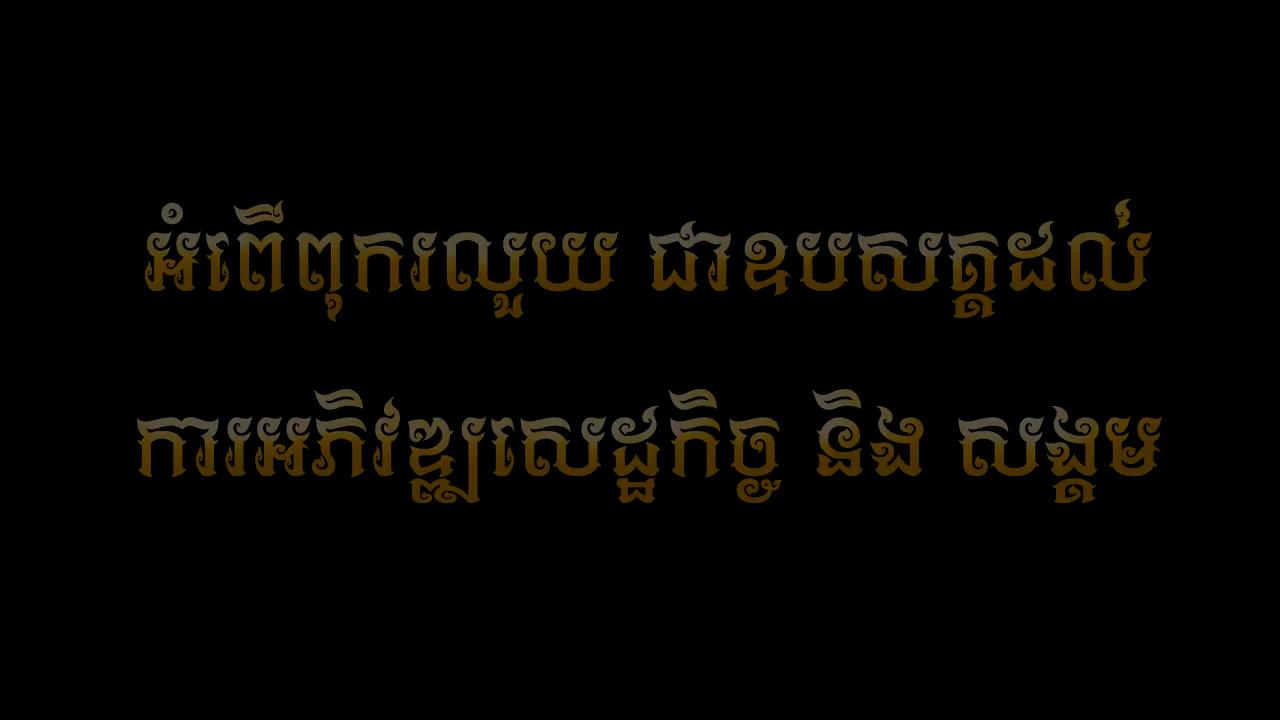 អំពើពុករលួយ ជាឧបសគ្គដល់
ការអភិវឌ្ឍរសេដ្ឋកិច្ច និង សង្គម